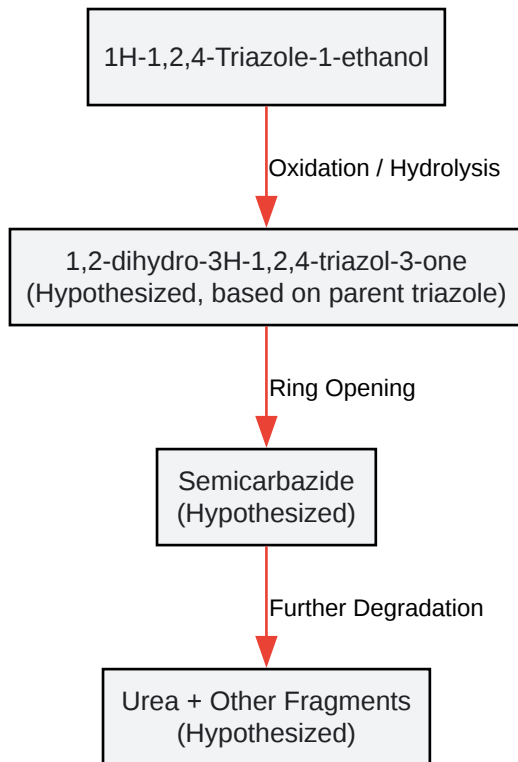 1H-1,2,4-Triazole-1-ethanol
Oxidation / Hydrolysis
1,2-dihydro-3H-1,2,4-triazol-3-one
(Hypothesized, based on parent triazole)
Ring Opening
Semicarbazide
(Hypothesized)
Further Degradation
Urea + Other Fragments
(Hypothesized)